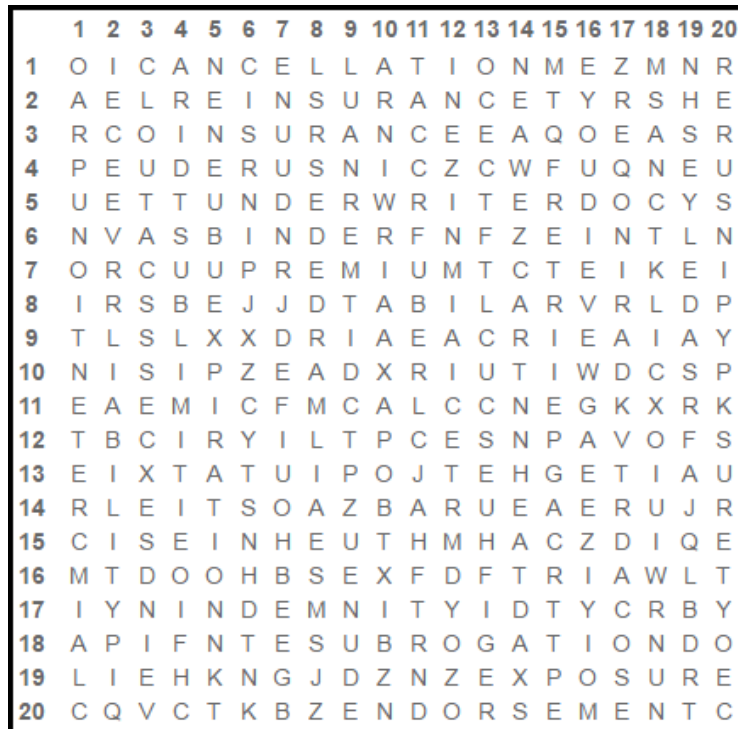 1 2 3 4 5 6 7 8 9 10 11 12 13 14 15 16 17 18 19 20
1 O I C A N C E L L A T I O N M E Z M N R
2 A E L R E I N S U R A N C E T Y R S H E
3 R C O I N S U R A N C E E A Q O E A S R
4 P E U D E R U S N I C Z C W F U Q N E U
5 U E T T U N D E R W R I T E R D O C Y S
6 N V A S B I N D E R F N F Z E I N T L N
7 O R C U U P R E M I U M T C T E I K E I
8 I R S B E J J D T A B I L A R V R L D P
9 T L S L X X D R I A E A C R I E A I A Y
10 N I S I P Z E A D X R I U T I W D C S P
11 E A E M I C F M C A L C C N E G K X R K
12 T B C I R Y I L T P C E S N P A V O F S
13 E I X T A T U I P O J T E H G E T I A U
14 R L E I T S O A Z B A R U E A E R U J R
15 C I S E I N H E U T H M H A C Z D I Q E
16 M T D O O H B S E X F D F T R I A W L T
17 I Y N I N D E M N I T Y I D T Y C R B Y
18 A P I F N T E S U B R O G A T I O N D O
19 L I E H K N G J D Z N Z E X P O S U R E
20 C Q V C T K B Z E N D O R S E M E N T C